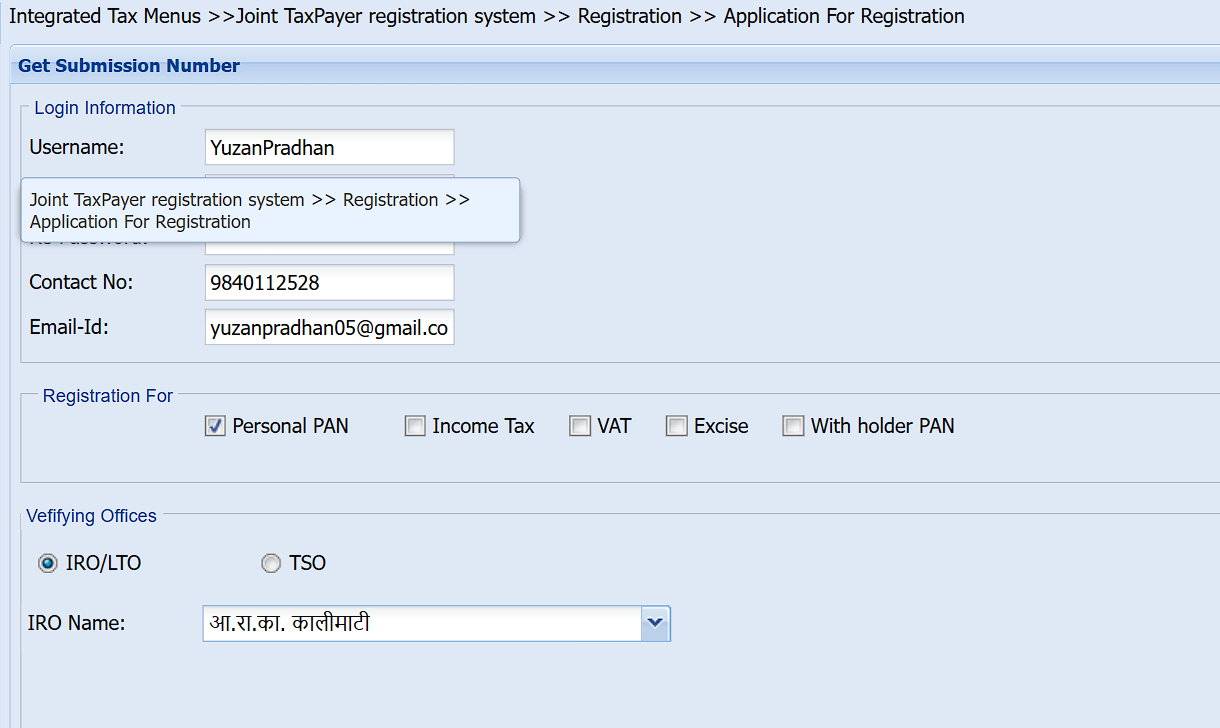 Integrated Tax Menus >>Joint TaxPayer registration system >> Registration >> Application For Registration
Get Submission Number
Login Information
Username: YuzanPradhan
Joint TaxPayer registration system >> Registration >>
Application For Registration
Contact No: 9840112528
Email-Id: yuzanpradhan05@gmail.co
Registration For
Personal PAN Income Tax VAT Excise With holder PAN
Vefifying Offices
IRO/LTO TSO
IRO Name: आ.रा.का. कालीमाटी